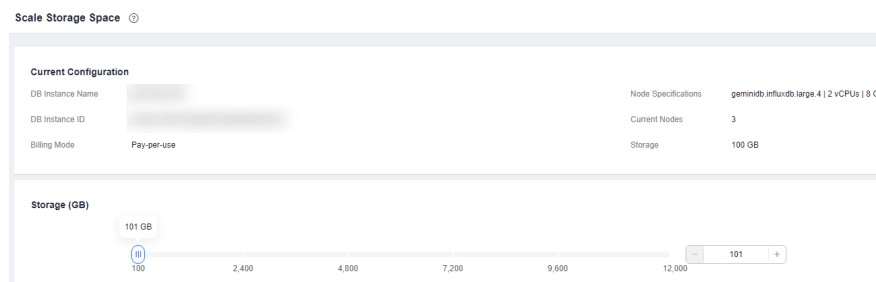 Scale Storage Space ?
Current Configuration
DB Instance Name
Node Specifications geminidb.influxdb.large.4 | 2 vCPUs | 8
DB Instance ID
Current Nodes 3
Billing Mode Pay-per-use
Storage 100 GB
Storage (GB)
101 GB
− 101 +
100 2,400 4,800 7,200 9,600 12,000